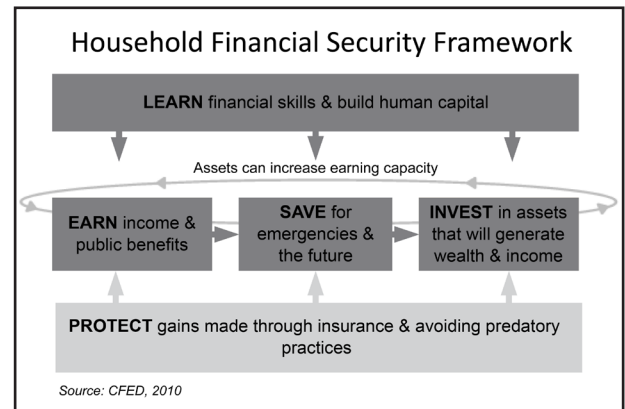 Household Financial Security Framework
LEARN financial skills & build human capital
Assets can increase earning capacity
EARN income &
public benefits
SAVE for
emergencies &
the future
INVEST in assets
that will generate
wealth & income
PROTECT gains made through insurance & avoiding predatory
practices
Source: CFED, 2010